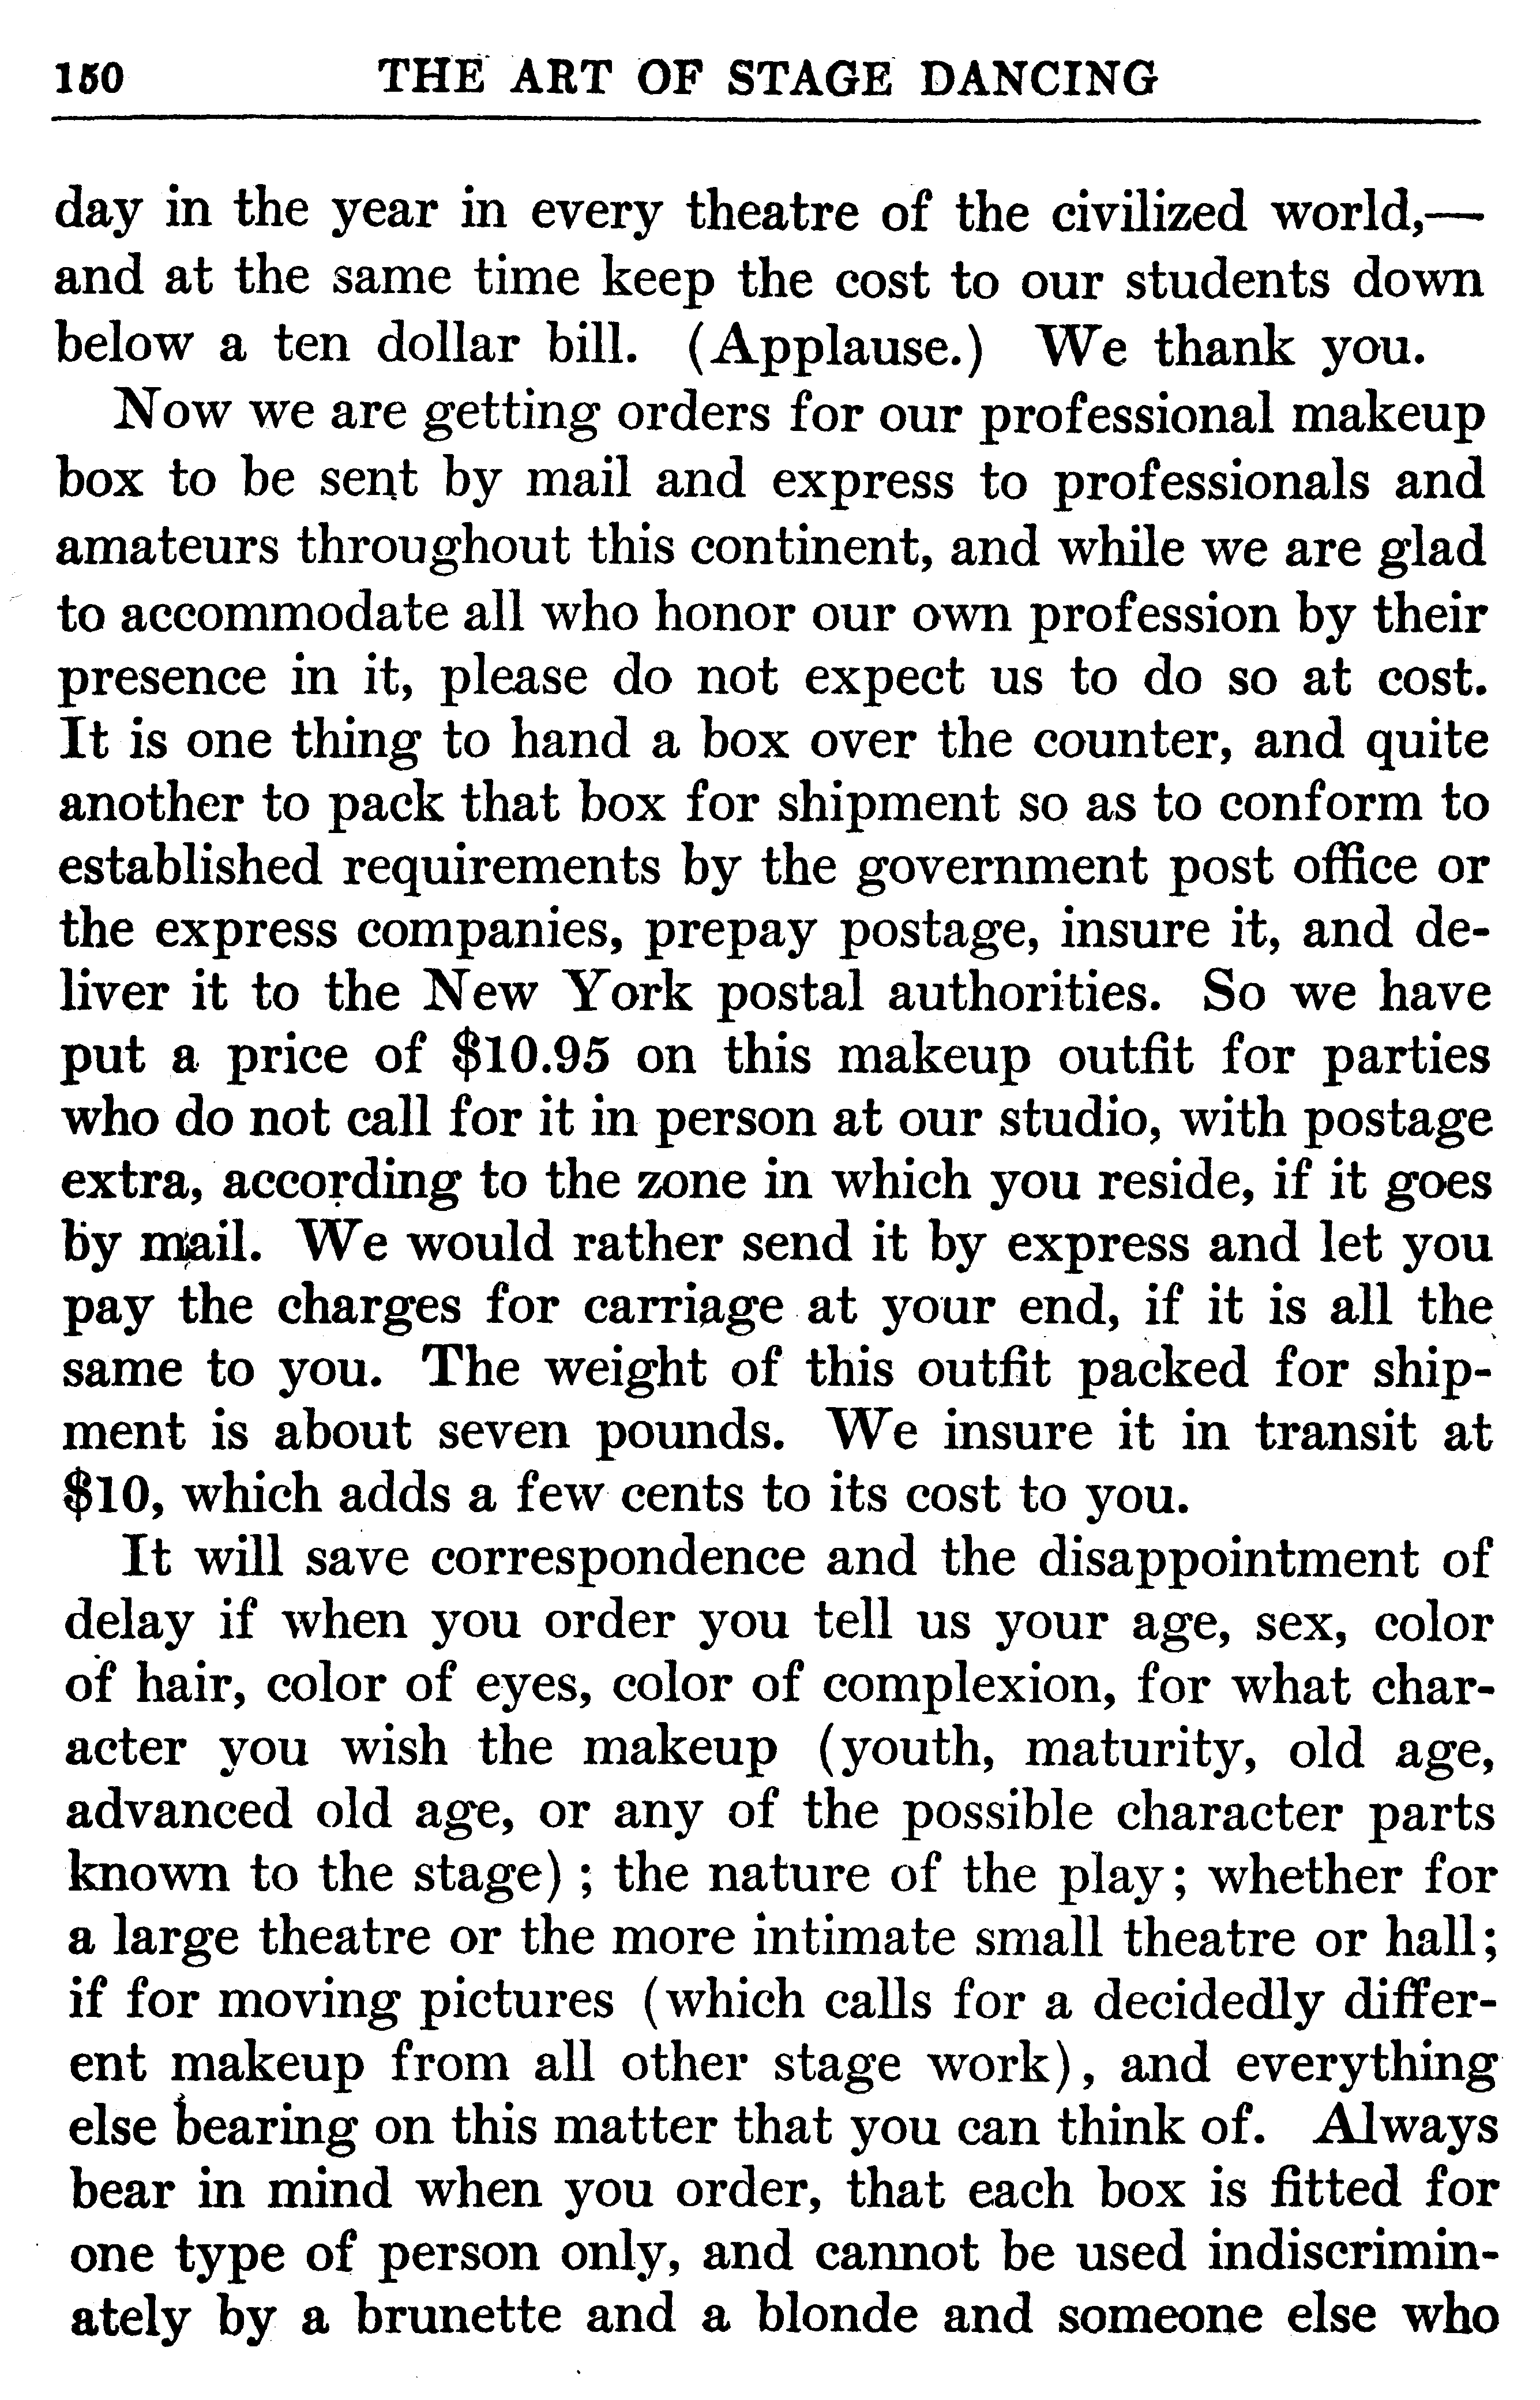 150 THE ART OF STAGE DANCING
day in the year in every theatre of the civilized world,—
and at the same time keep the cost to our students down
below a ten dollar bill. (Applause.) We thank you.
Now we are getting orders for our professional makeup
box to be sent by mail and express to professionals and
amateurs throughout this continent, and while we are glad
to accommodate all who honor our own profession by their
presence in it, please do not expect us to do so at cost.
It is one thing to hand a box over the counter, and quite
another to pack that box for shipment so as to conform to
established requirements by the government post office or
the express companies, prepay postage, insure it, and de-
liver it to the New York postal authorities. So we have
put a price of $10.95 on this makeup outfit for parties
who do not call for it in person at our studio, with postage
extra, according to the zone in which you reside, if it goes
by mail. We would rather send it by express and let you
pay the charges for carriage at your end, if it is all the
same to you. The weight of this outfit packed for ship-
ment is about seven pounds. We insure it in transit at
$10, which adds a few cents to its cost to you.
It will save correspondence and the disappointment of
delay if when you order you tell us your age, sex, color
of hair, color of eyes, color of complexion, for what char-
acter you wish the makeup (youth, maturity, old age,
advanced old age, or any of the possible character parts
known to the stage) ; the nature of the play; whether for
a large theatre or the more intimate small theatre or hall;
if for moving pictures (which calls for a decidedly differ-
ent makeup from all other stage work), and everything
else bearing on this matter that you can think of. Always
bear in mind when you order, that each box is fitted for
one type of person only, and cannot be used indiscrimin-
ately by a brunette and a blonde and someone else who